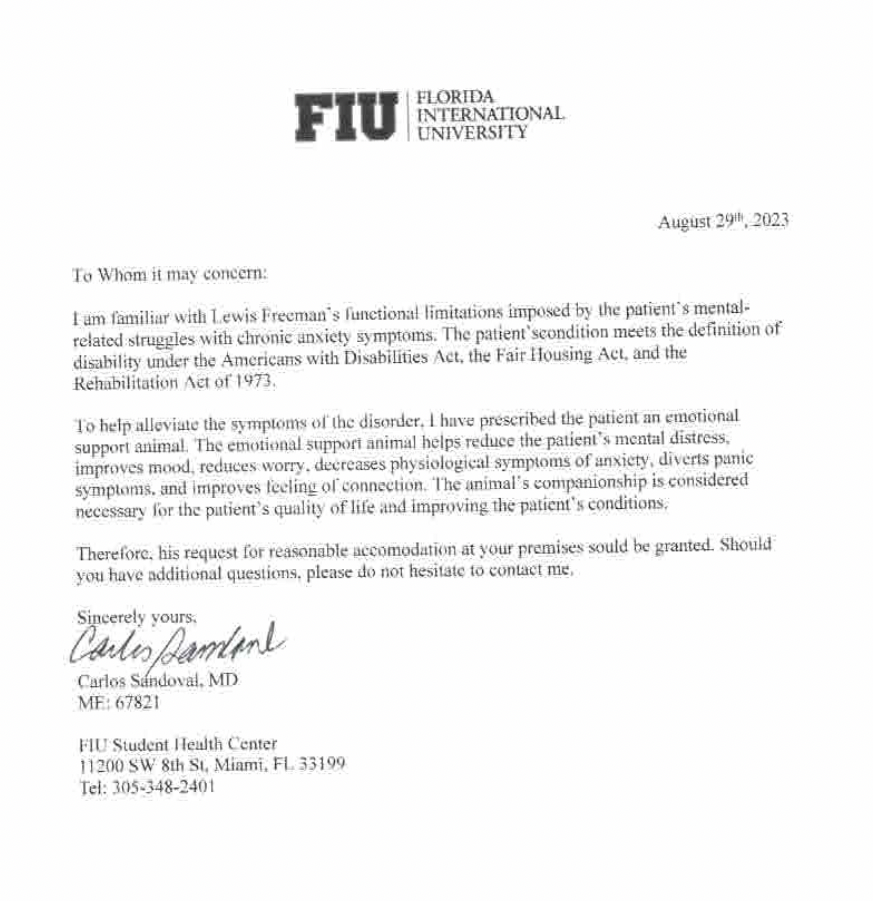 FIU
FLORIDA
INTERNATIONAL
UNIVERSITY
August 29th, 2023
To Whom it may concern:
I am familiar with Lewis Freeman's functional limitations imposed by the patient's mental-
related struggles with chronic anxiety symptoms. The patient'scondition meets the definition of
disability under the Americans with Disabilities Act, the Fair Housing Act, and the
Rehabilitation Act of 1973.
To help alleviate the symptoms of the disorder, I have prescribed the patient an emotional
support animal. The emotional support animal helps reduce the patient's mental distress,
improves mood, reduces worry, decreases physiological symptoms of anxiety, diverts panic
symptoms, and improves feeling of connection. The animal's companionship is considered
necessary for the patient's quality of life and improving the patient's conditions.
Therefore, his request for reasonable accomodation at your premises sould be granted. Should
you have additional questions, please do not hesitate to contact me.
Sincerely yours,
Carlos Sandoval
Carlos Sandoval, MD
ME: 67821
FIU Student Health Center
11200 SW 8th St, Miami, FL 33199
Tel: 305-348-2401